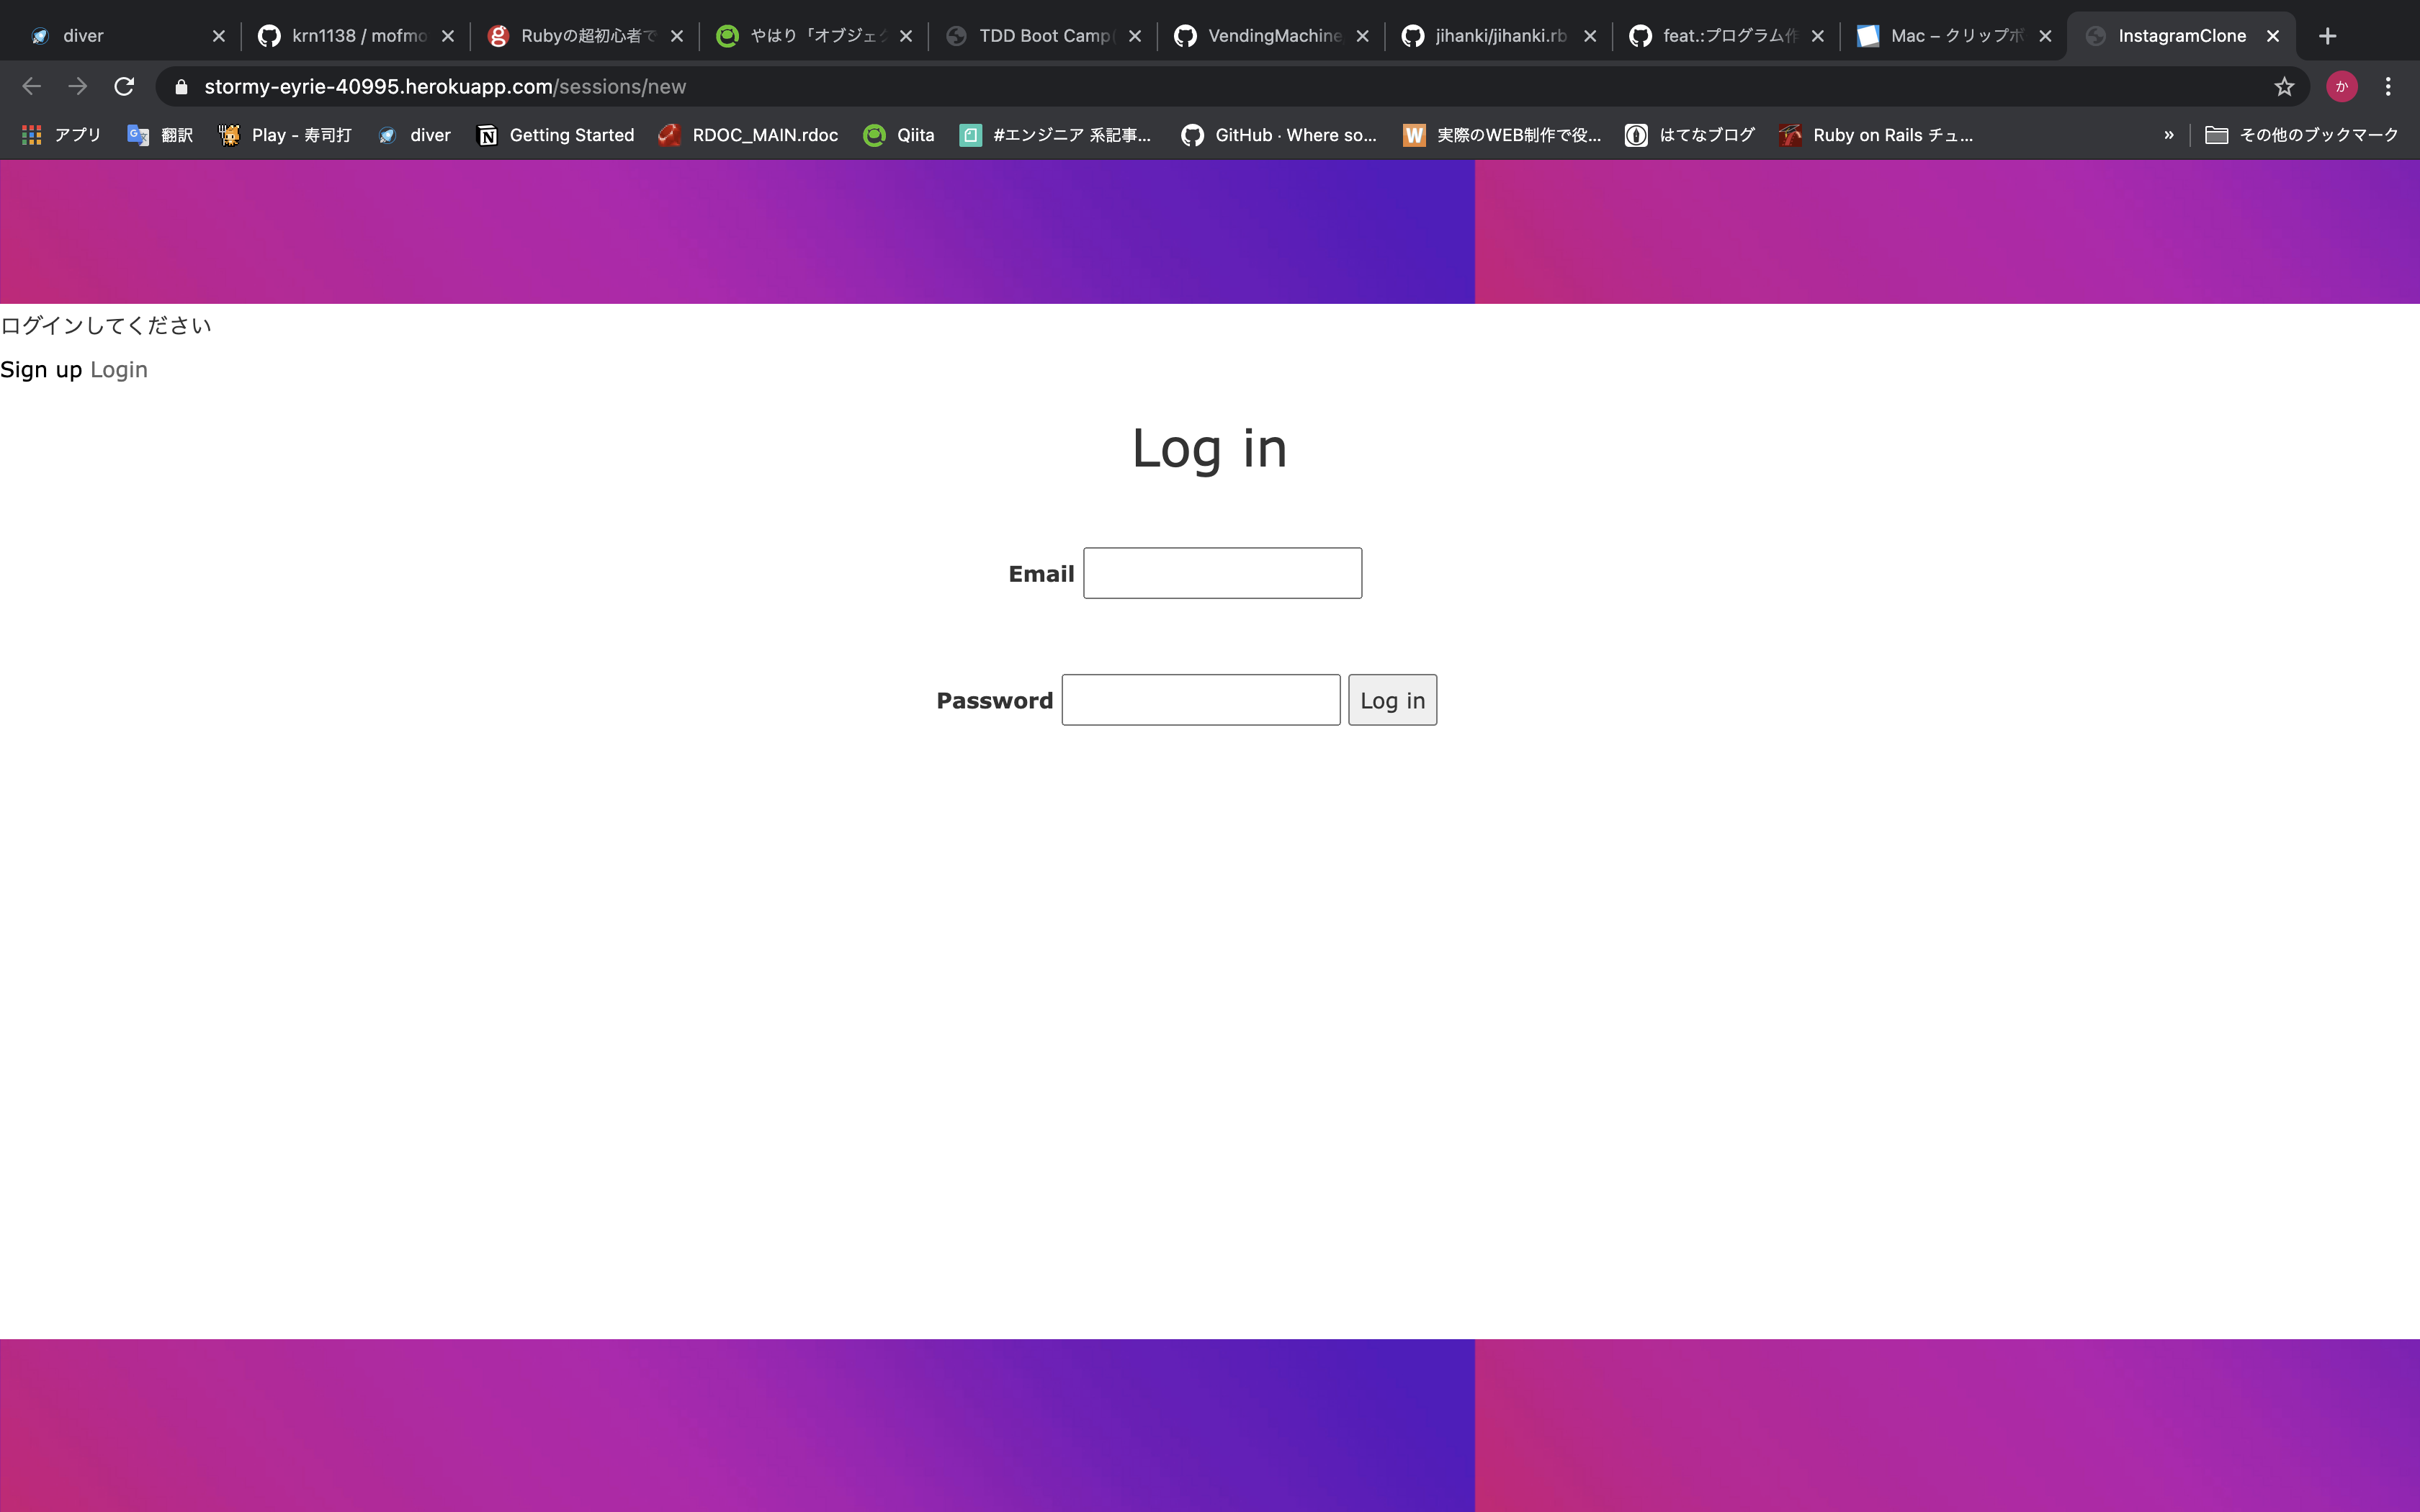 diver
krn1138 / mofmo
Rubyの超初心者で
やはり「オブジェク
TDD Boot Camp(
VendingMachine
jihanki/jihanki.rb
feat.:プログラム作
Mac – クリップボ
InstagramClone
stormy-eyrie-40995.herokuapp.com/sessions/new
か
アプリ
翻訳
Play - 寿司打
diver
Getting Started
RDOC_MAIN.rdoc
Qiita
#エンジニア 系記事...
GitHub · Where so...
実際のWEB制作で役...
はてなブログ
Ruby on Rails チュ...
»
その他のブックマーク
ログインしてください
Sign up Login
Log in
Email
Password Log in